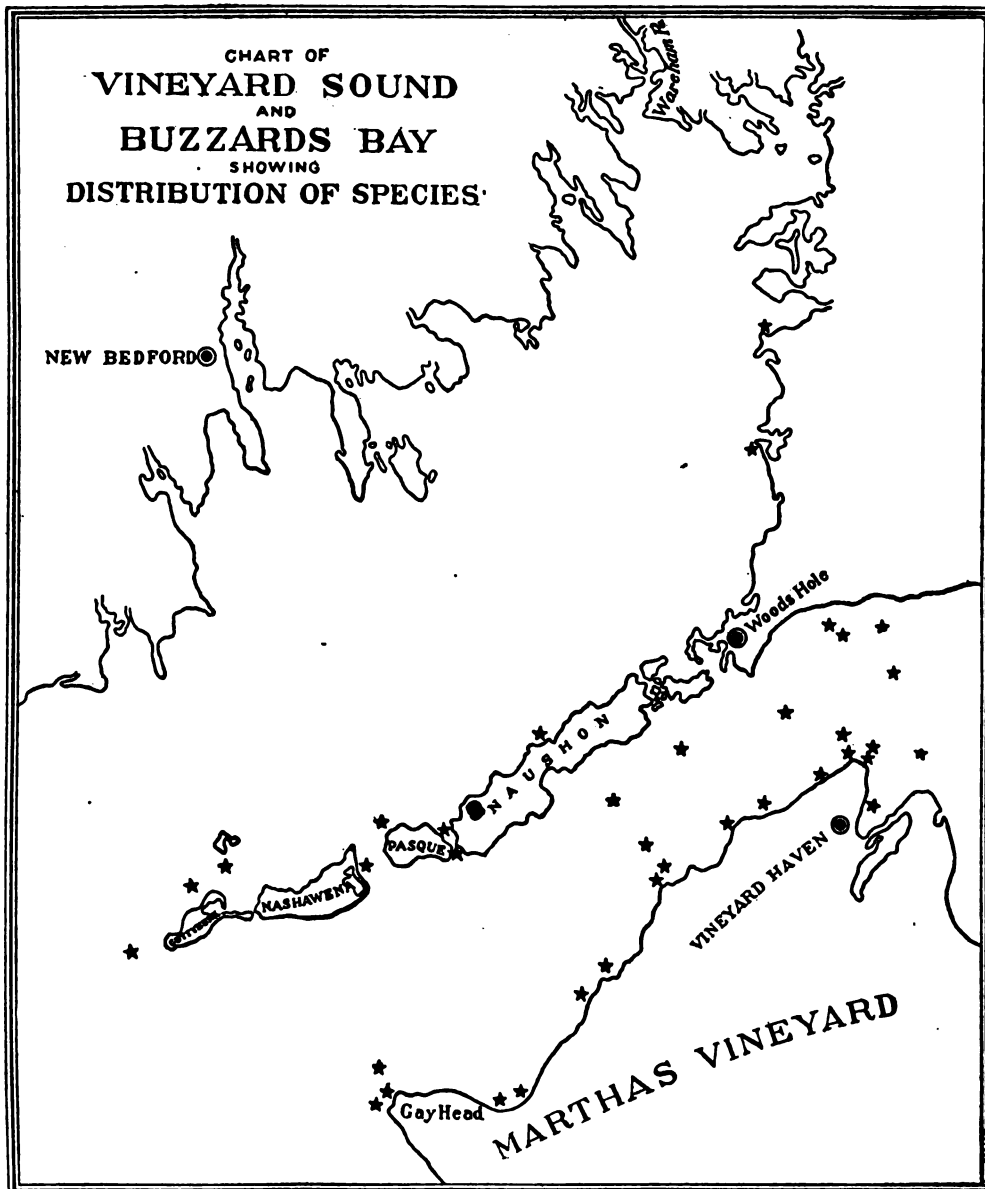 CHART OF
VINEYARD SOUND
AND
BUZZARDS BAY
SHOWING
DISTRIBUTION OF SPECIES
Wareham R.
NEW BEDFORD
Woods Hole
NAUSHON
PASQUE
NASHAWENA
VINEYARD HAVEN
MARTHAS VINEYARD
Gay Head